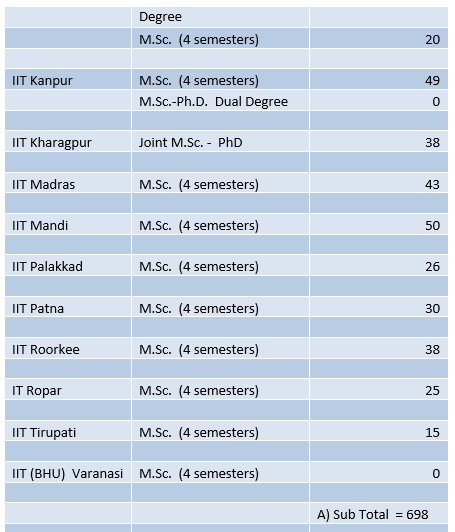 Degree
M.Sc. (4 semesters) 20
IIT Kanpur M.Sc. (4 semesters) 49
M.Sc.-Ph.D. Dual Degree 0
IIT Kharagpur Joint M.Sc. - PhD 38
IIT Madras M.Sc. (4 semesters) 43
IIT Mandi M.Sc. (4 semesters) 50
IIT Palakkad M.Sc. (4 semesters) 26
IIT Patna M.Sc. (4 semesters) 30
IIT Roorkee M.Sc. (4 semesters) 38
IT Ropar M.Sc. (4 semesters) 25
IIT Tirupati M.Sc. (4 semesters) 15
IIT (BHU) Varanasi M.Sc. (4 semesters) 0
A) Sub Total = 698